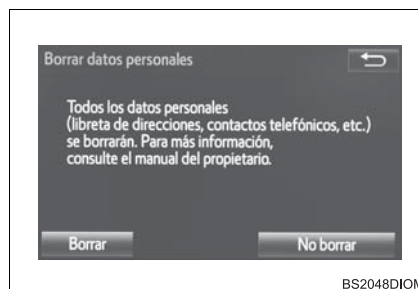 Borrar datos personales
Todos los datos personales
(libreta de direcciones, contactos telefónicos, etc.)
se borrarán. Para más información,
consulte el manual del propietario.
Borrar No borrar
BS2048DIOM